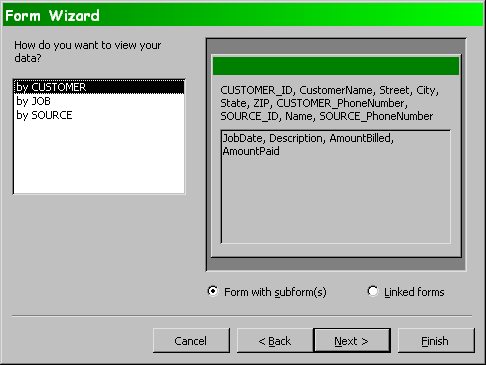 Form Wizard
How do you want to view your
data?
by CUSTOMER
by JOB
by SOURCE
CUSTOMER_ID, CustomerName, Street, City,
State, ZIP, CUSTOMER_PhoneNumber,
SOURCE_ID, Name, SOURCE_PhoneNumber
JobDate, Description, AmountBilled,
AmountPaid
Form with subform(s)
Linked forms
Cancel
< Back
Next >
Finish